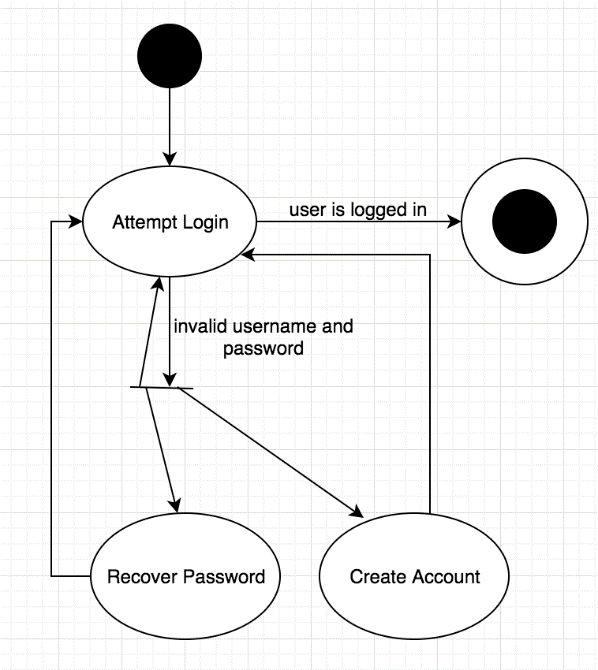 Attempt Login
user is logged in
invalid username and
password
Recover Password
Create Account